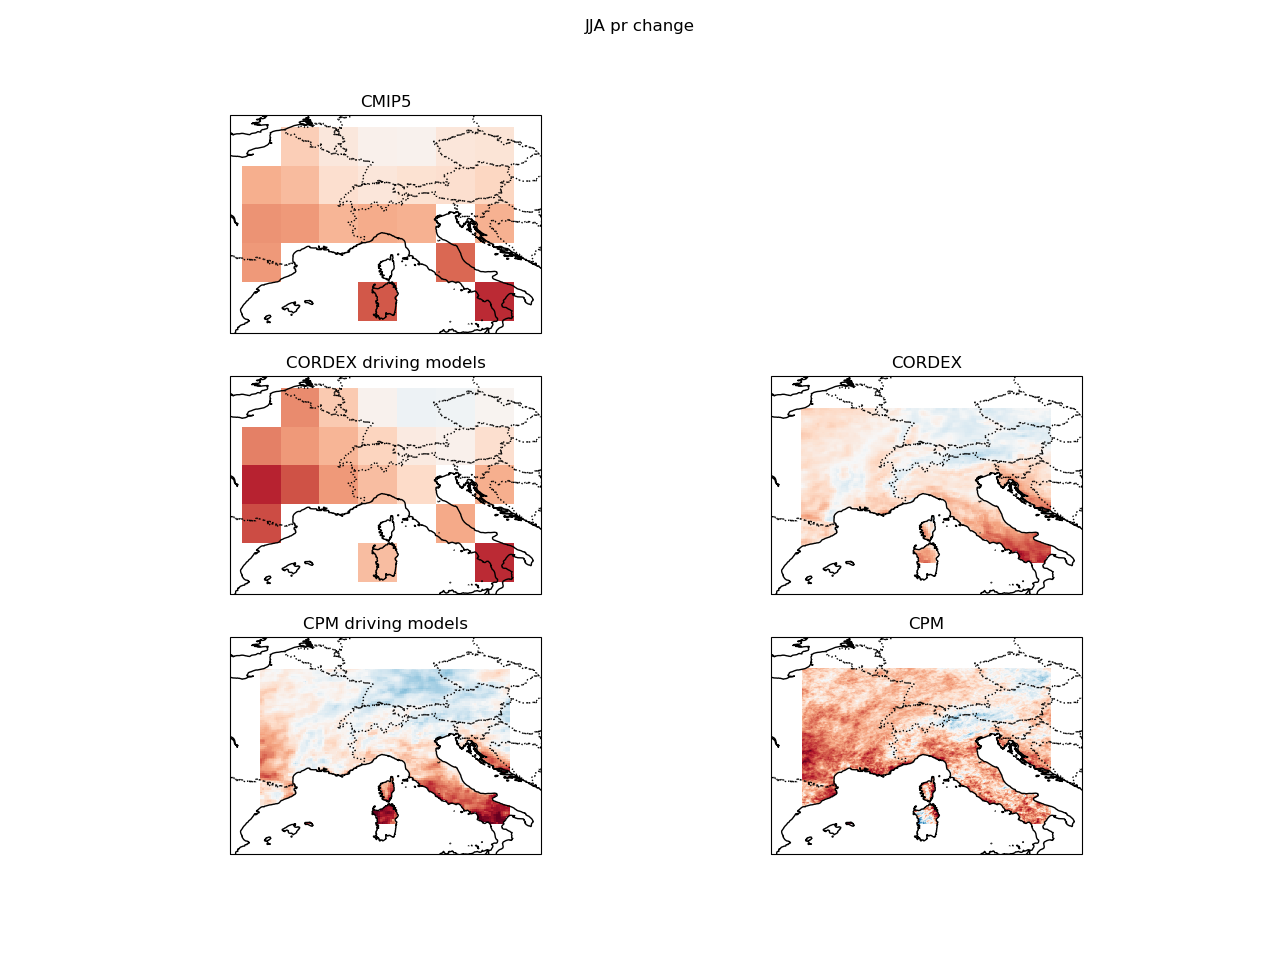 JJA pr change
CMIP5
CORDEX driving models
CORDEX
CPM driving models
CPM